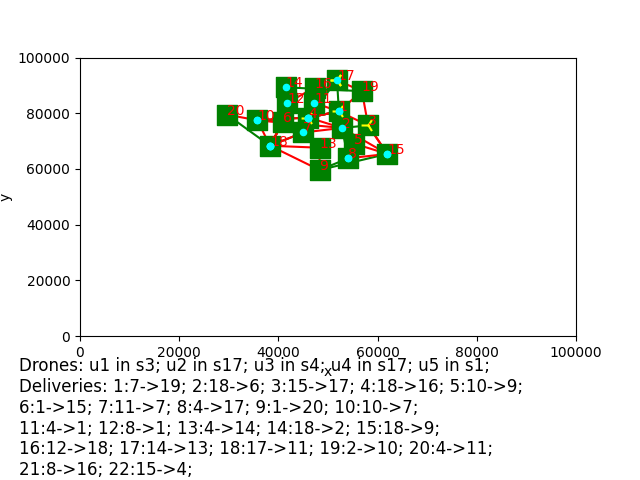 100000
80000
60000
40000
20000
0
y
0 20000 40000 60000 80000 100000
x
17
19
20
13
15
Drones: u1 in s3; u2 in s17; u3 in s4; u4 in s17; u5 in s1;
Deliveries: 1:7->19; 2:18->6; 3:15->17; 4:18->16; 5:10->9;
6:1->15; 7:11->7; 8:4->17; 9:1->20; 10:10->7;
11:4->1; 12:8->1; 13:4->14; 14:18->2; 15:18->9;
16:12->18; 17:14->13; 18:17->11; 19:2->10; 20:4->11;
21:8->16; 22:15->4;